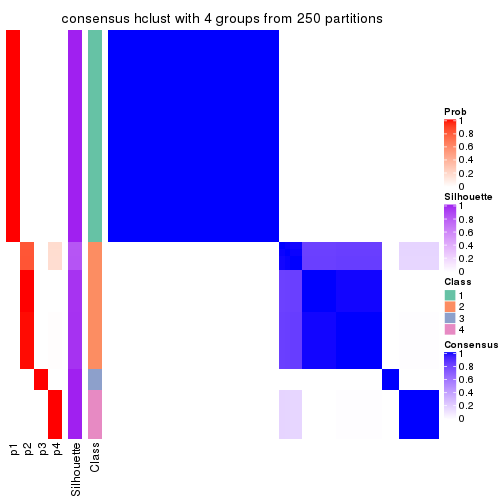 consensus hclust with 4 groups from 250 partitions
Prob
1
0.8
0.6
0.4
0.2
0
Silhouette
1
0.8
0.6
0.4
0.2
0
Class
1
2
3
4
Consensus
1
0.8
0.6
0.4
0.2
0
p1
p2
p3
p4
Silhouette
Class